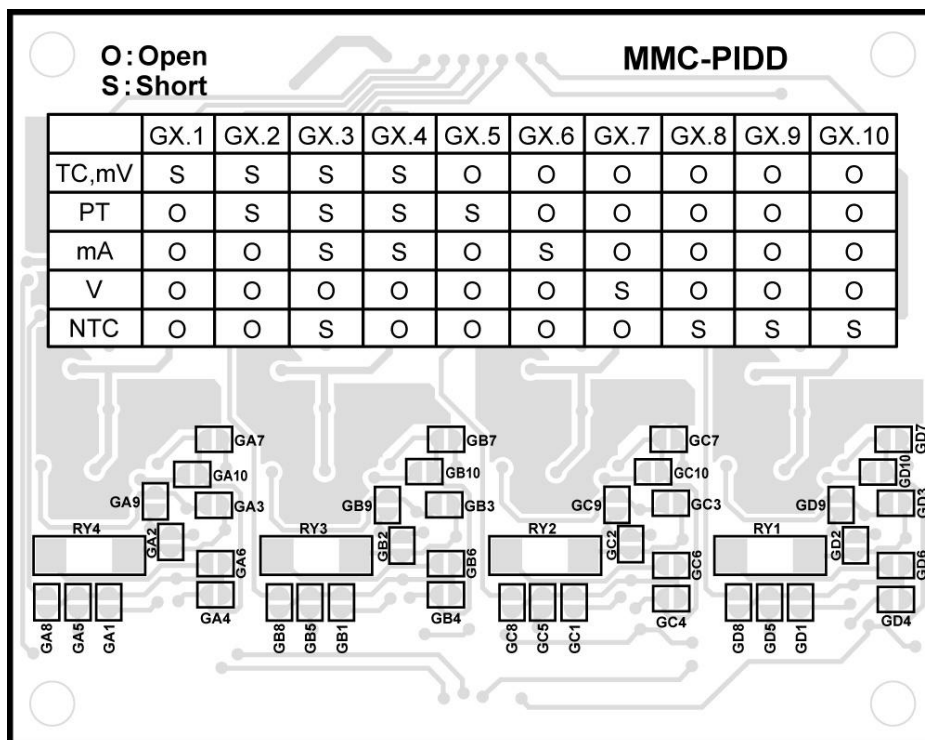 O:Open
S:Short
MMC-PIDD
GX.1 GX.2 GX.3 GX.4 GX.5 GX.6 GX.7 GX.8 GX.9 GX.10
TC,mV S S S S O O O O O O
PT O S S S S O O O O O
mA O O S S O S O O O O
V O O O O O O S O O O
NTC O O S O O O O S S S
GA7 GB7 GC7 GD7
GA10 GB10 GC10 GD10
GA9 GA3 GB9 GB3 GC9 GC3 GD9 GD3
RY4 GA2 RY3 GB2 RY2 GC2 RY1 GD2
GA6 GB6 GC6 GD6
GA4 GB4 GC4 GD4
GA8 GA5 GA1 GB8 GB5 GB1 GC8 GC5 GC1 GD8 GD5 GD1